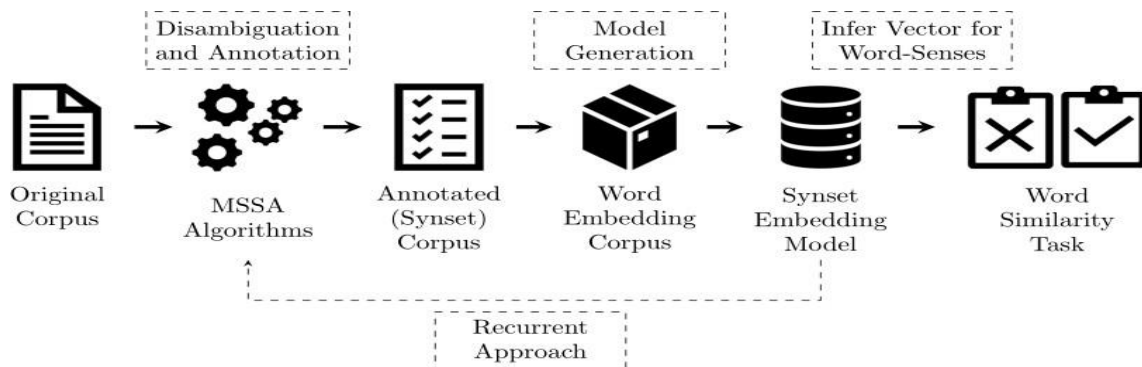 Disambiguation
and Annotation
Model
Generation
Infer Vector for
Word-Senses
Original
Corpus
MSSA
Algorithms
Annotated
(Synset)
Corpus
Word
Embedding
Corpus
Synset
Embedding
Model
Word
Similarity
Task
Recurrent
Approach